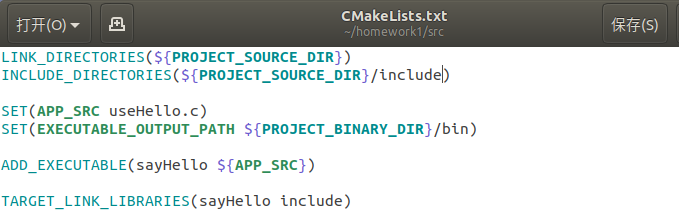 打开(O)
CMakeLists.txt
~/homework1/src
保存(S)
LINK_DIRECTORIES(${PROJECT_SOURCE_DIR})
INCLUDE_DIRECTORIES(${PROJECT_SOURCE_DIR}/include)
SET(APP_SRC useHello.c)
SET(EXECUTABLE_OUTPUT_PATH ${PROJECT_BINARY_DIR}/bin)
ADD_EXECUTABLE(sayHello ${APP_SRC})
TARGET_LINK_LIBRARIES(sayHello include)